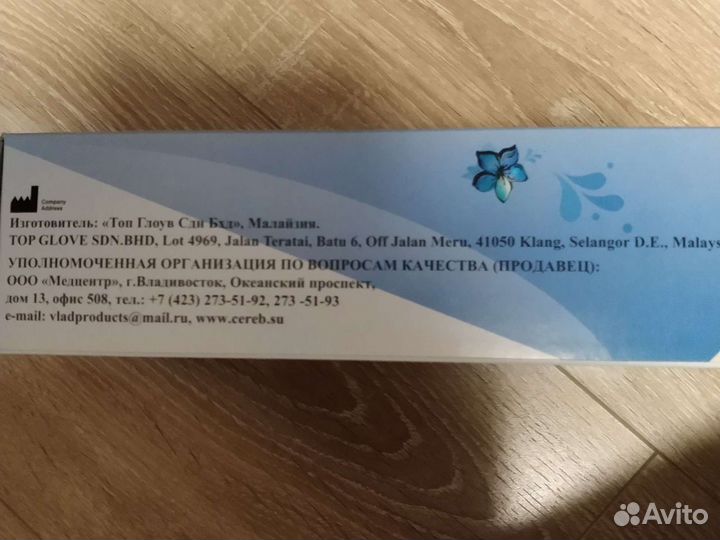 Company
Address
Изготовитель: «Топ Глоув Сдн Бхд», Малайзия.
TOP GLOVE SDN.BHD, Lot 4969, Jalan Teratai, Batu 6, Off Jalan Meru, 41050 Klang, Selangor D.E., Malays
УПОЛНОМОЧЕННАЯ ОРГАНИЗАЦИЯ ПО ВОПРОСАМ КАЧЕСТВА (ПРОДАВЕЦ):
ООО «Медцентр», г.Владивосток, Океанский проспект,
дом 13, офис 508, тел.: +7 (423) 273-51-92, 273 -51-93
e-mail: vladproducts@mail.ru, www.cereb.su
Avito